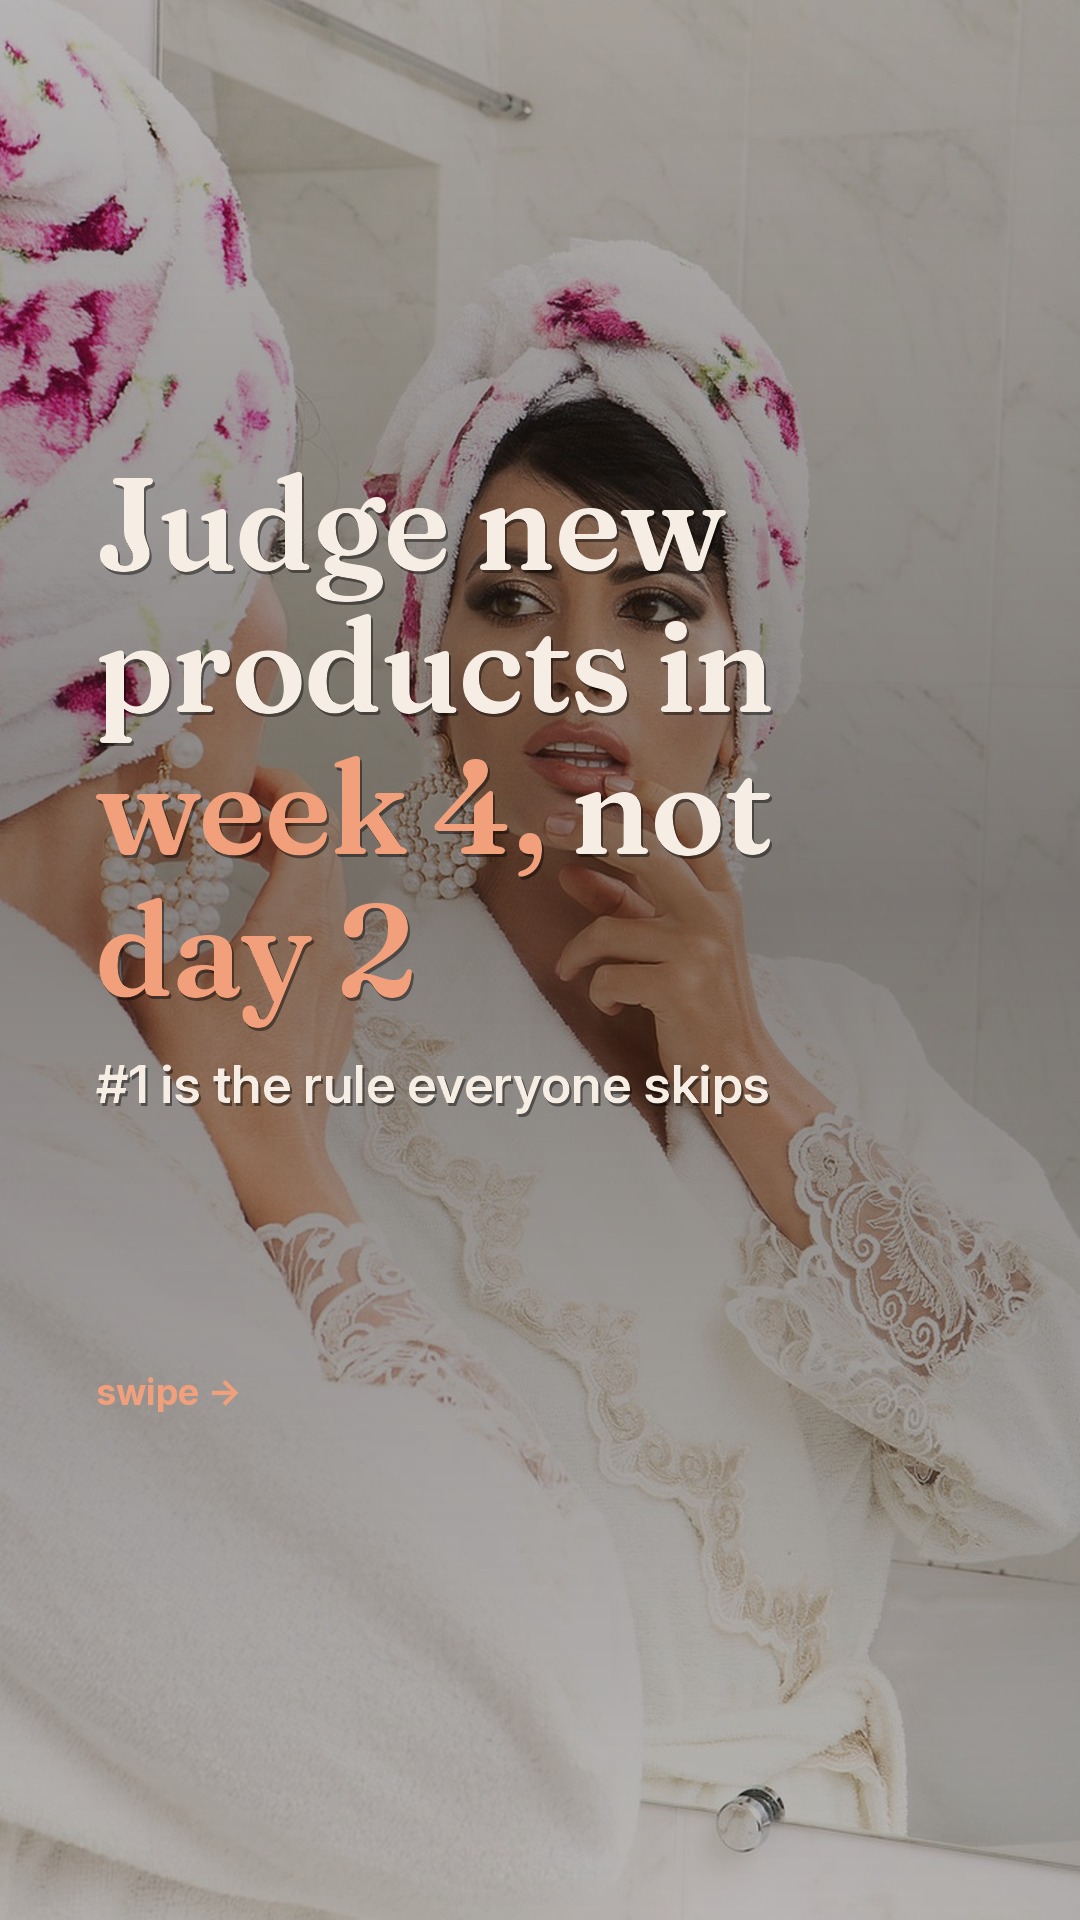 Judge new
products in
week 4, not
day 2
#1 is the rule everyone skips
swipe →